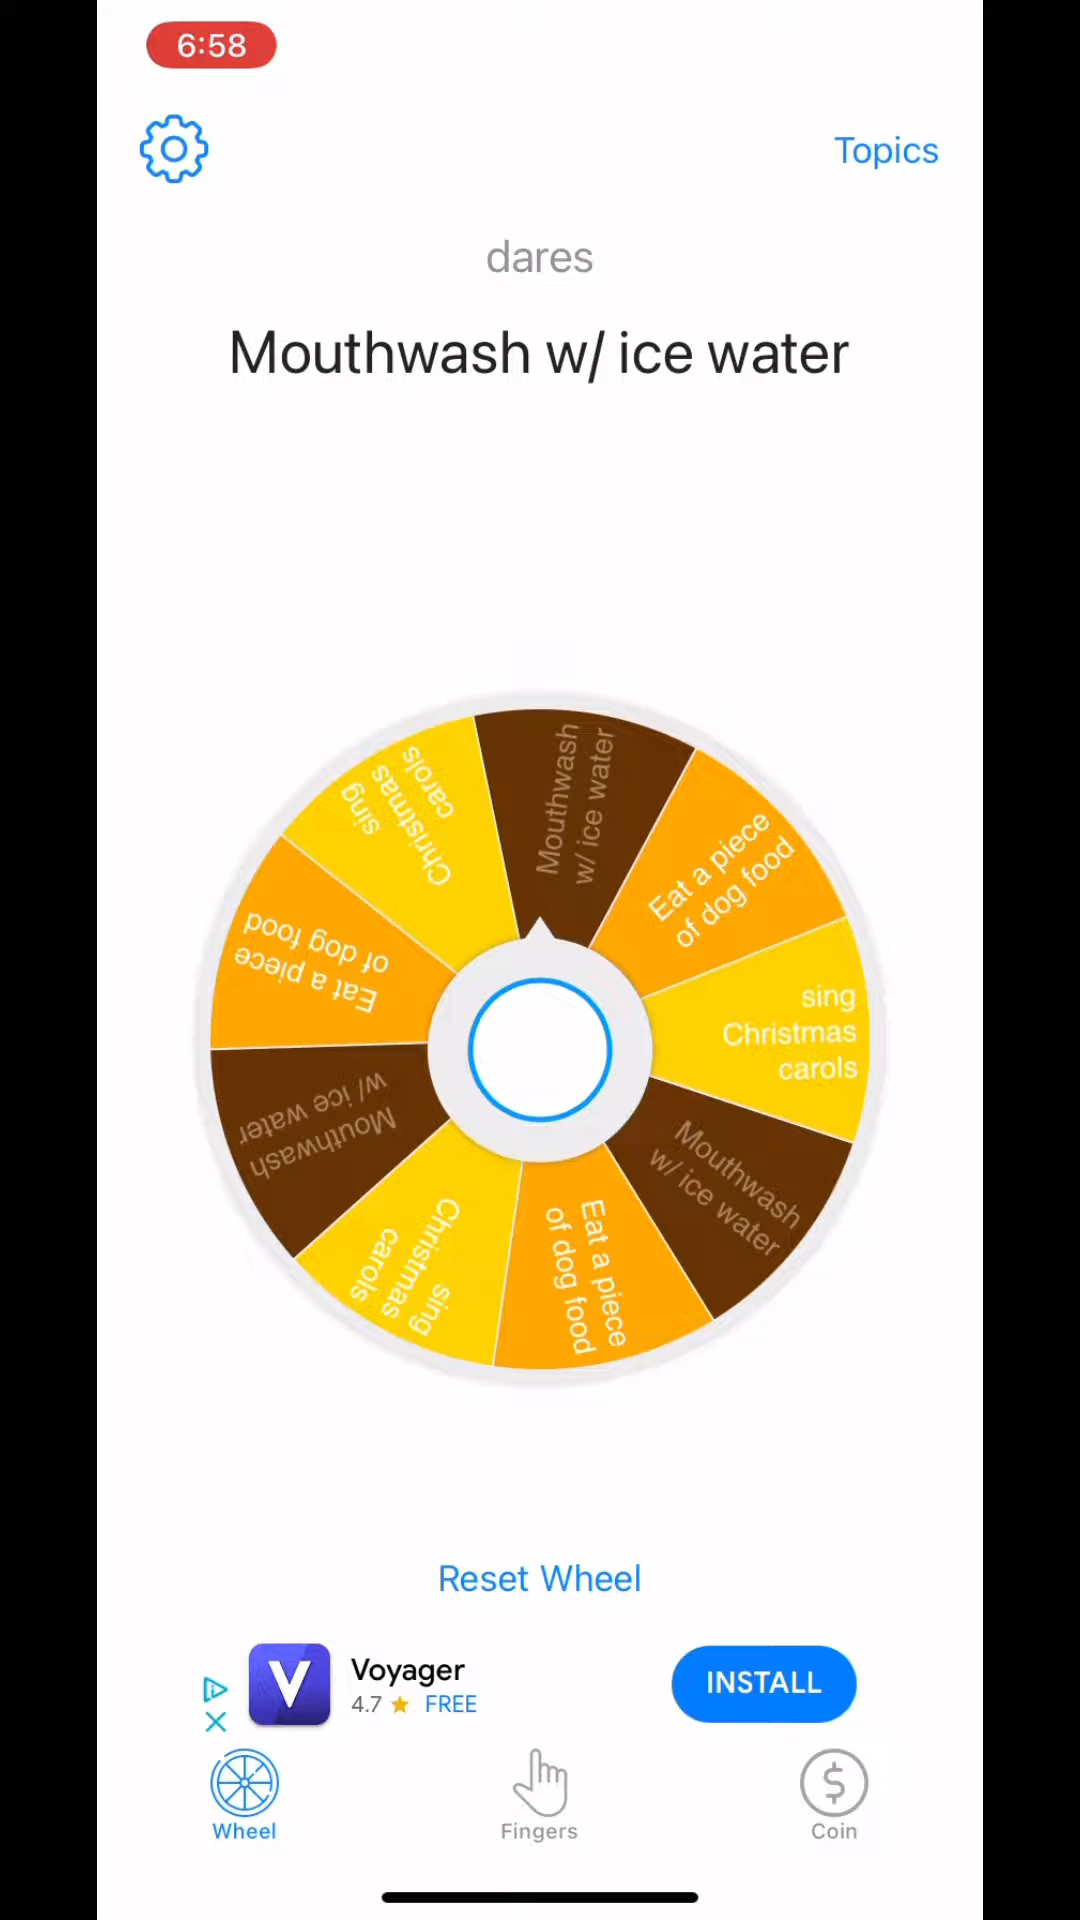 6:58
Topics
dares
Mouthwash w/ ice water
Mouthwash
w/ ice water
Eat a piece
of dog food
sing
Christmas
carols
Mouthwash
w/ ice water
Eat a piece
of dog food
sing
Christmas
carols
Mouthwash
w/ ice water
Eat a piece
of dog food
sing
Christmas
carols
Reset Wheel
V
Voyager
4.7 ★ FREE
INSTALL
Wheel
Fingers
$
Coin